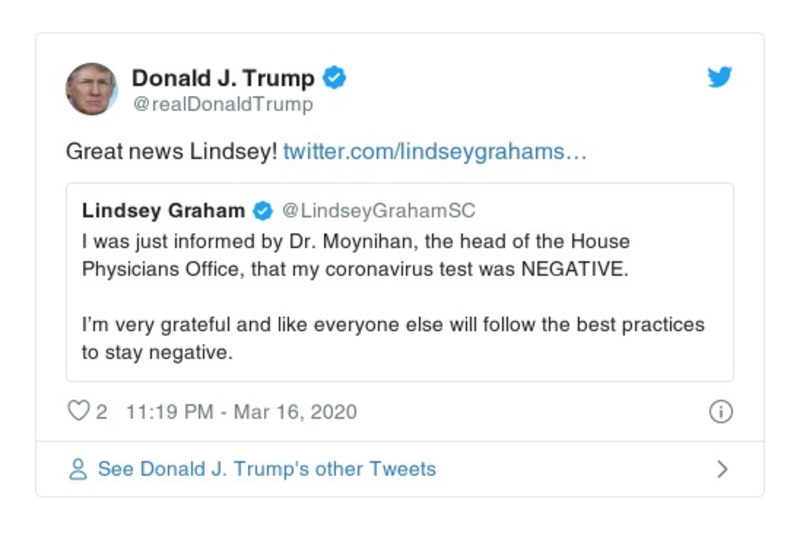 Donald J. Trump
@realDonaldTrump
Great news Lindsey! twitter.com/lindseygrahams…
Lindsey Graham @LindseyGrahamSC
I was just informed by Dr. Moynihan, the head of the House
Physicians Office, that my coronavirus test was NEGATIVE.
I'm very grateful and like everyone else will follow the best practices
to stay negative.
2 11:19 PM - Mar 16, 2020
See Donald J. Trump's other Tweets